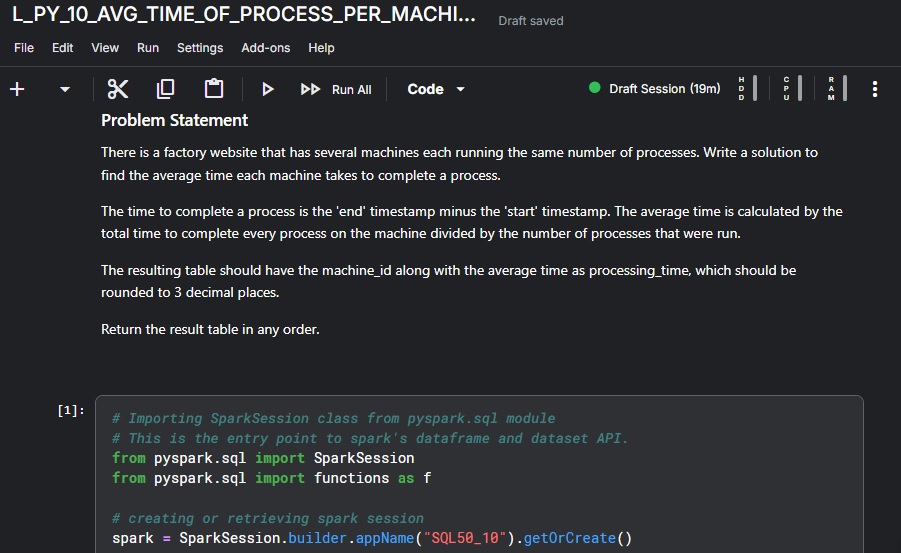 L_PY_10_AVG_TIME_OF_PROCESS_PER_MACHI... Draft saved
File Edit View Run Settings Add-ons Help
+ Run All Code Draft Session (19m) HDD CPU RAM
Problem Statement
There is a factory website that has several machines each running the same number of processes. Write a solution to
find the average time each machine takes to complete a process.
The time to complete a process is the 'end' timestamp minus the 'start' timestamp. The average time is calculated by the
total time to complete every process on the machine divided by the number of processes that were run.
The resulting table should have the machine_id along with the average time as processing_time, which should be
rounded to 3 decimal places.
Return the result table in any order.
[1]:
# Importing SparkSession class from pyspark.sql module
# This is the entry point to spark's dataframe and dataset API.
from pyspark.sql import SparkSession
from pyspark.sql import functions as f
# creating or retrieving spark session
spark = SparkSession.builder.appName("SQL50_10").getOrCreate()